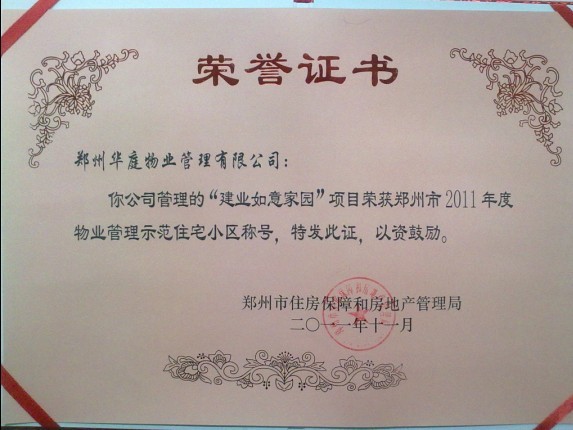 荣誉证书
郑州华庭物业管理有限公司：
你公司管理的“建业如意家园”项目荣获郑州市2011年度
物业管理示范住宅小区称号，特发此证，以资鼓励。
郑州市住房保障和房地产管理局
二〇一一年十一月